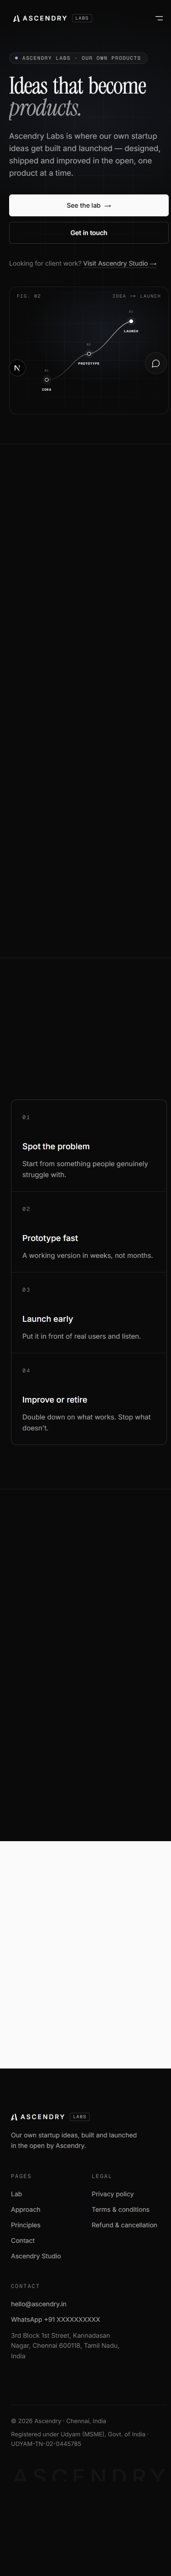 ASCENDRY LABS
ASCENDRY LABS · OUR OWN PRODUCTS
Ideas that become
products.
Ascendry Labs is where our own startup
ideas get built and launched — designed,
shipped and improved in the open, one
product at a time.
See the lab →
Get in touch
Looking for client work? Visit Ascendry Studio →
FIG. 02
IDEA → LAUNCH
03
LAUNCH
02
PROTOTYPE
01
IDEA
N
01
Spot the problem
Start from something people genuinely
struggle with.
02
Prototype fast
A working version in weeks, not months.
03
Launch early
Put it in front of real users and listen.
04
Improve or retire
Double down on what works. Stop what
doesn't.
ASCENDRY LABS
Our own startup ideas, built and launched
in the open by Ascendry.
PAGES
Lab
Approach
Principles
Contact
Ascendry Studio
LEGAL
Privacy policy
Terms & conditions
Refund & cancellation
CONTACT
hello@ascendry.in
WhatsApp +91 XXXXXXXXXX
3rd Block 1st Street, Kannadasan
Nagar, Chennai 600118, Tamil Nadu,
India
© 2026 Ascendry · Chennai, India
Registered under Udyam (MSME), Govt. of India ·
UDYAM-TN-02-0445785
ASCENDRY